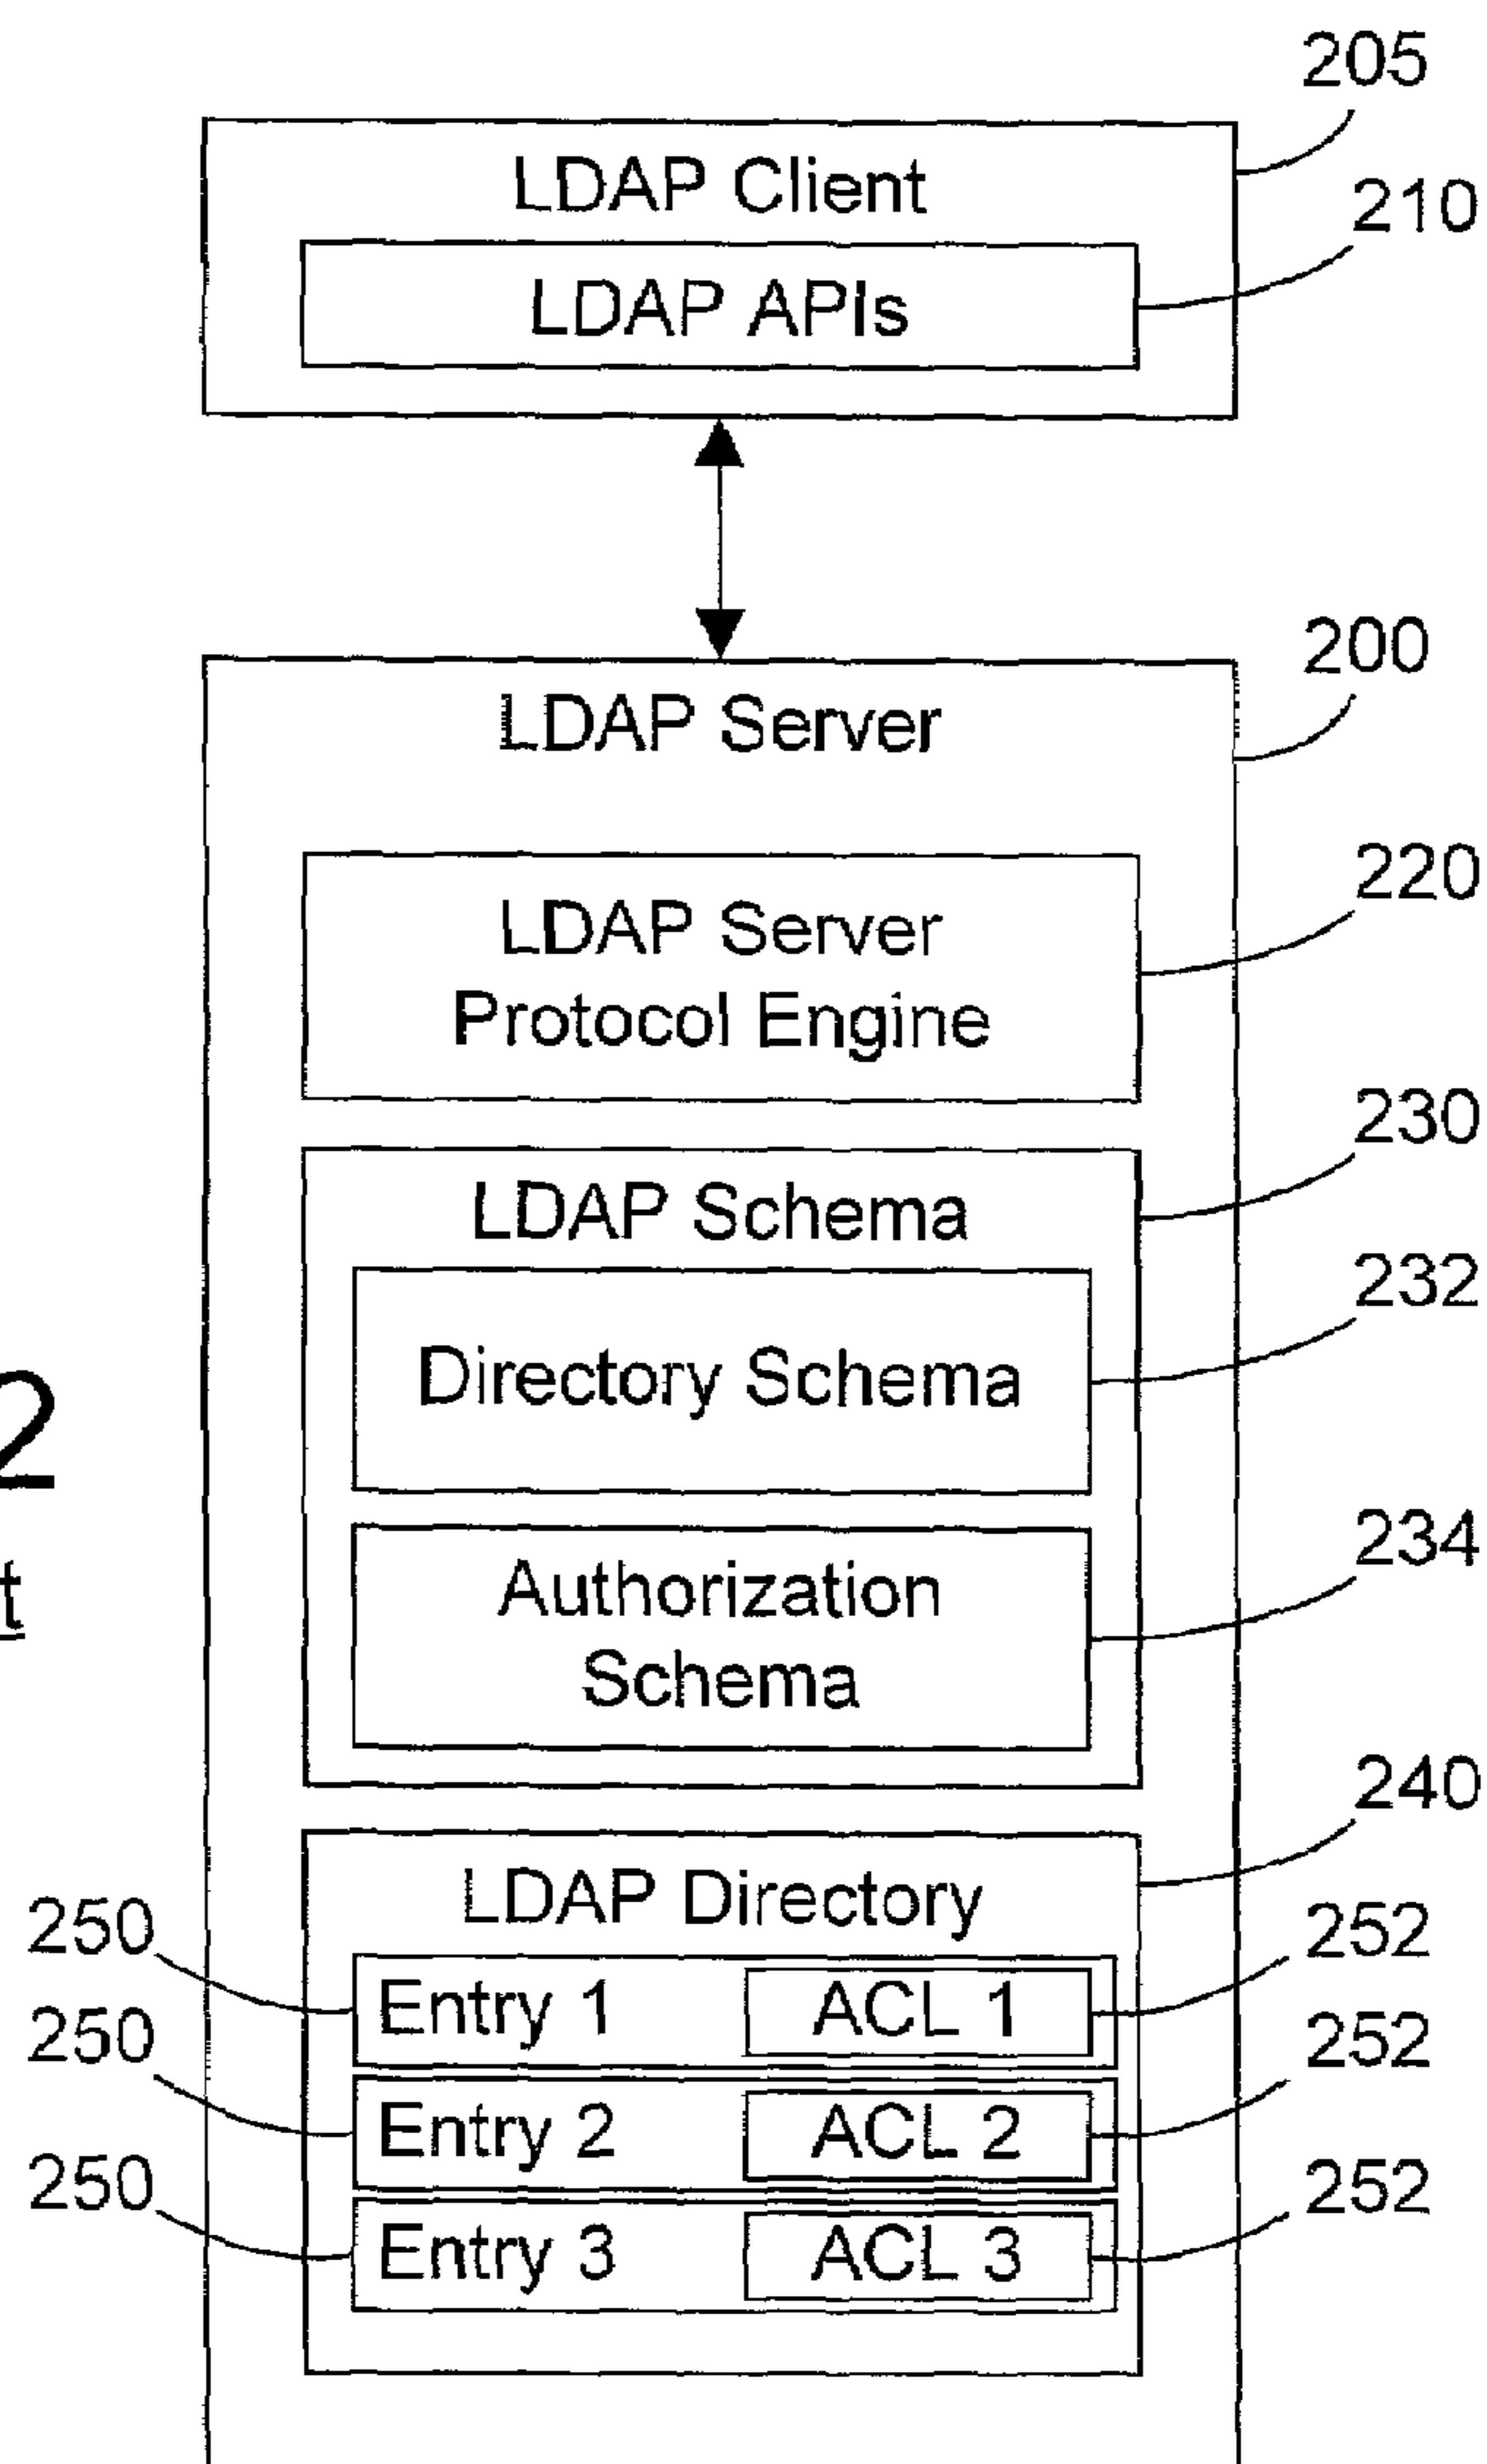 205
LDAP Client
210
LDAP APIs
200
LDAP Server
220
LDAP Server
Protocol Engine
230
LDAP Schema
232
Directory Schema
2
234
Authorization
Schema
t
240
LDAP Directory
250
252
Entry 1 ACL 1
250
252
Entry 2 ACL 2
250
252
Entry 3 ACL 3